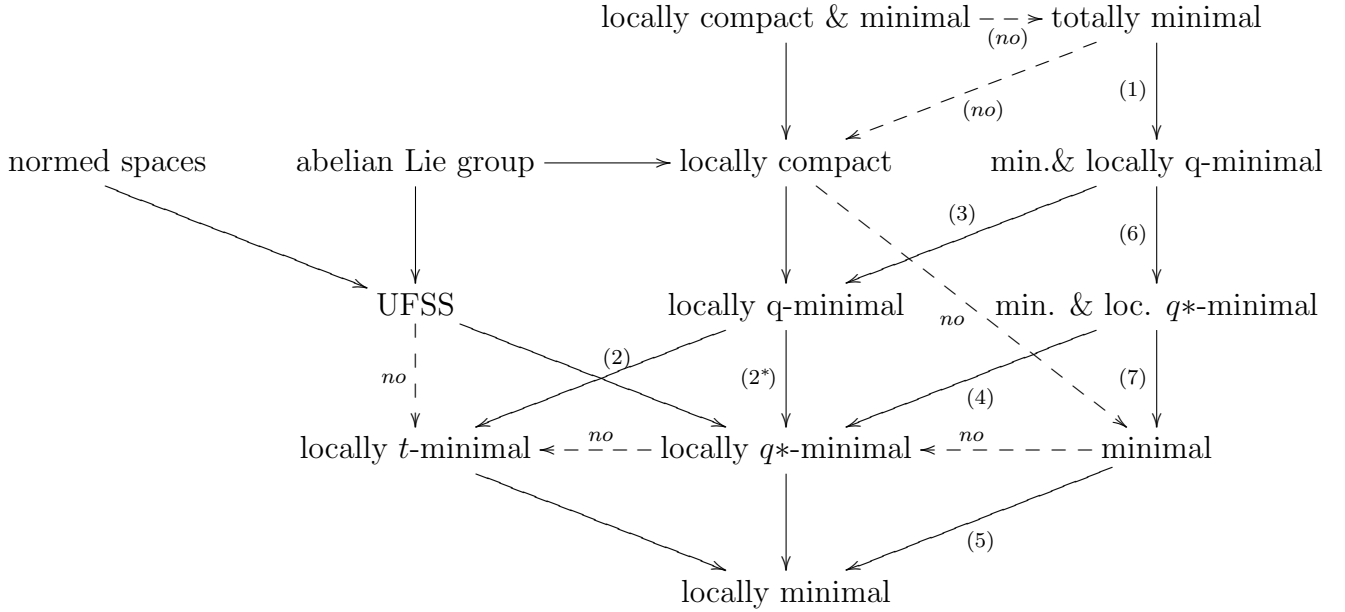 locally compact & minimal (no) totally minimal
(no) (1)
normed spaces abelian Lie group locally compact min.& locally q-minimal
(3) (6)
UFSS locally q-minimal no min. & loc. q∗-minimal
no (2) (2*) (4) (7)
locally t-minimal no locally q∗-minimal no minimal
(5)
locally minimal